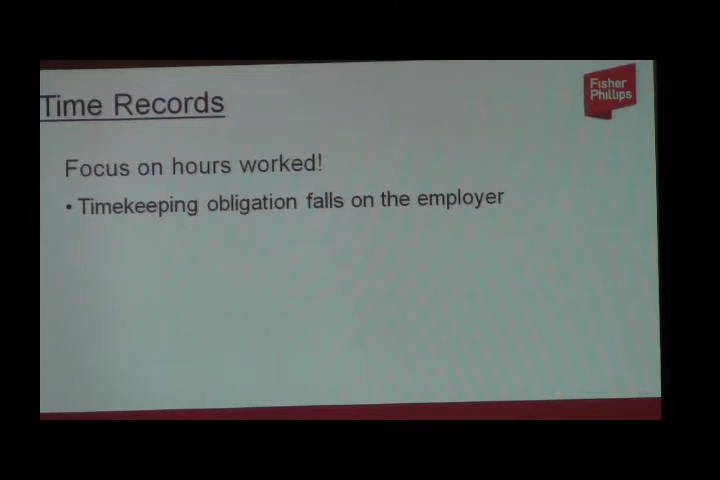 Time Records
Fisher
Phillips
Focus on hours worked!
• Timekeeping obligation falls on the employer